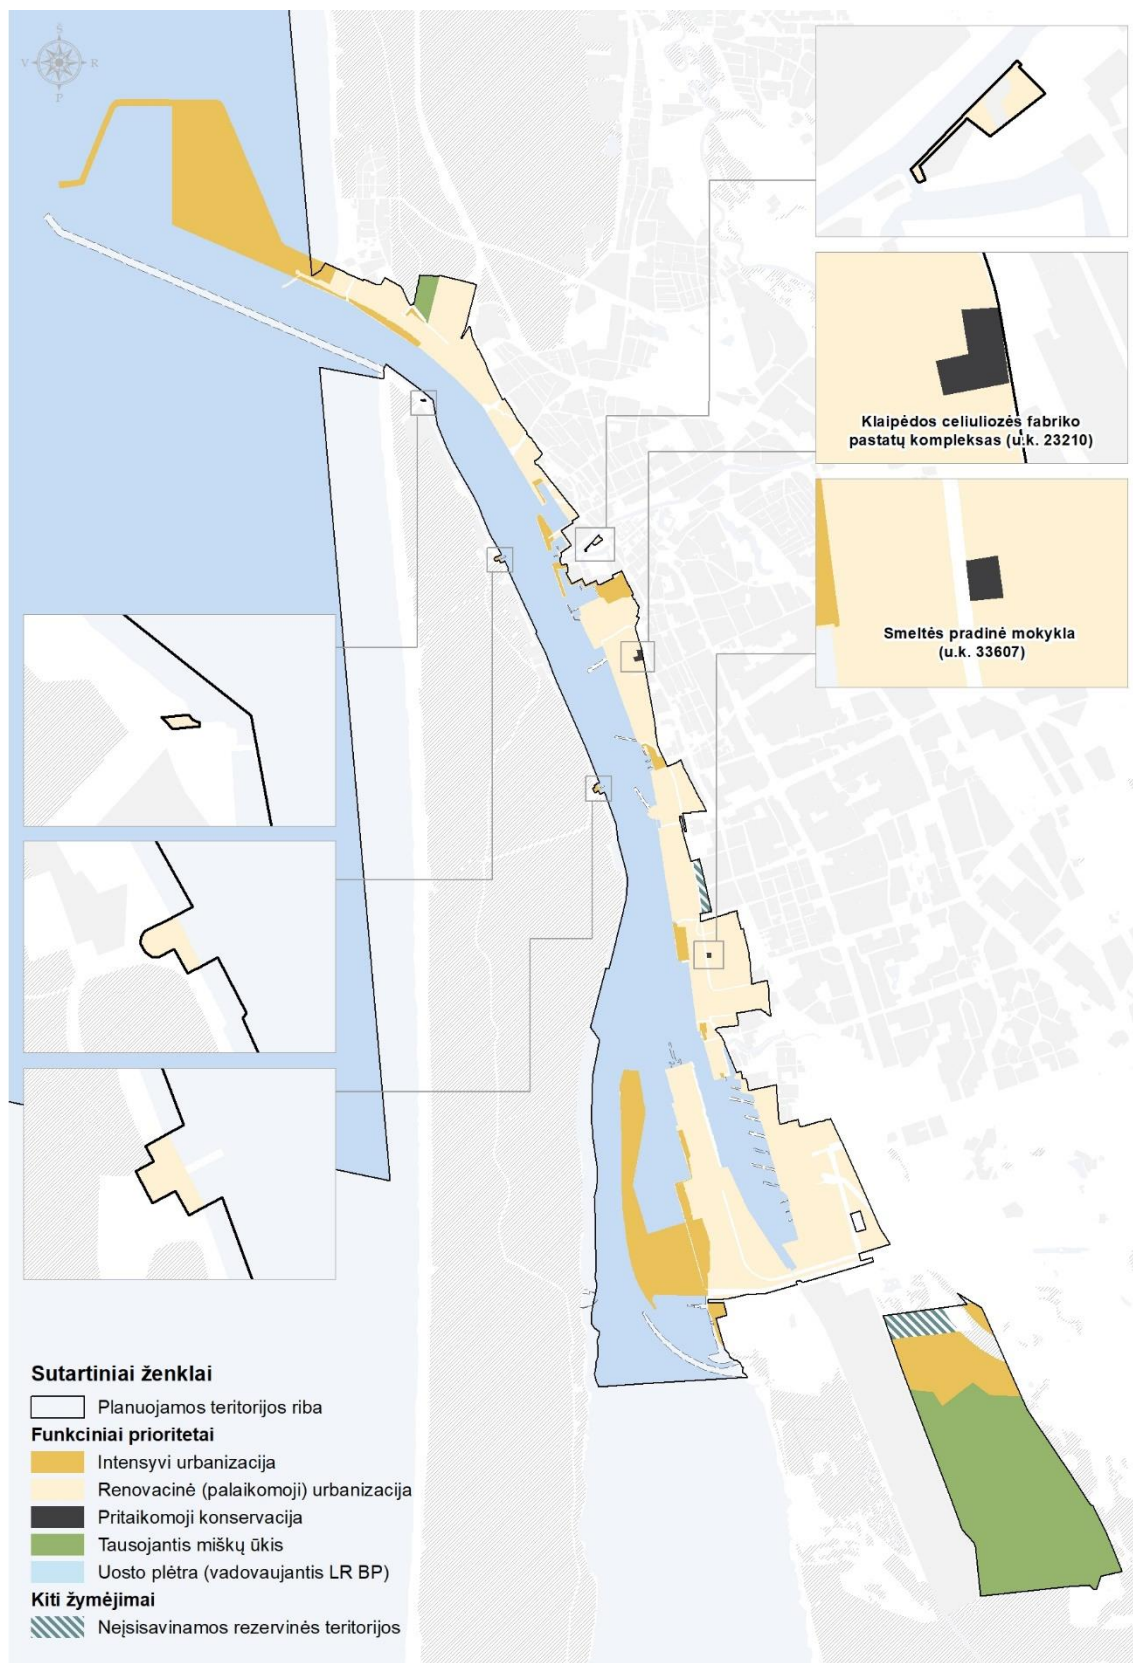 Š
V
R
P
Klaipėdos celiuliozės fabriko
pastatų kompleksas (u.k. 23210)
Smeltės pradinė mokykla
(u.k. 33607)
Sutartiniai ženklai
Planuojamos teritorijos riba
Funkciniai prioritetai
Intensyvi urbanizacija
Renovacinė (palaikomoji) urbanizacija
Pritaikomoji konservacija
Tausojantis miškų ūkis
Uosto plėtra (vadovaujantis LR BP)
Kiti žymėjimai
Neįsisavinamos rezervinės teritorijos